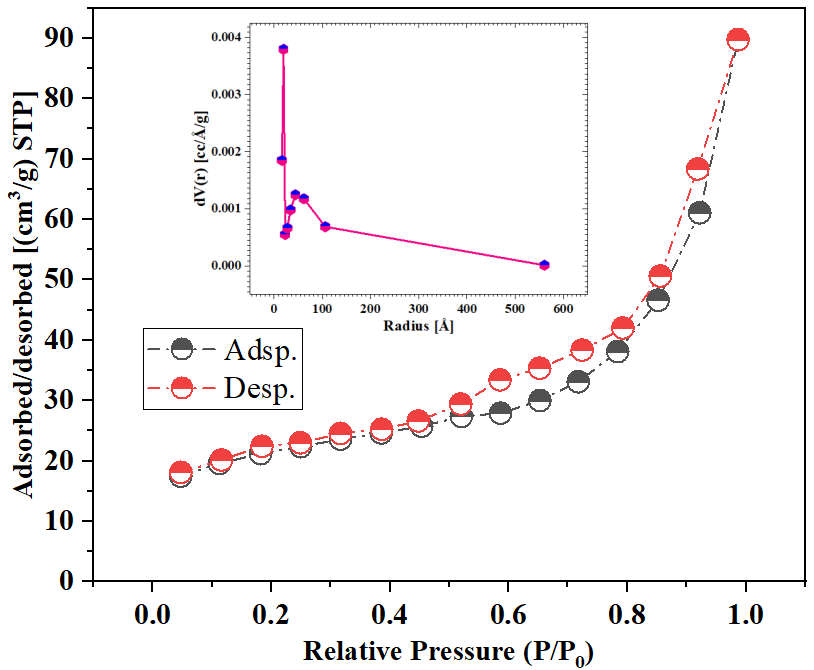 90
80
70
60
50
40
30
20
10
0
Adsorbed/desorbed [(cm³/g) STP]
0.004
0.003
0.002
0.001
0.000
dV(r) [cc/Å/g]
0 100 200 300 400 500 600
Radius [Å]
Adsp.
Desp.
0.0 0.2 0.4 0.6 0.8 1.0
Relative Pressure (P/P₀)